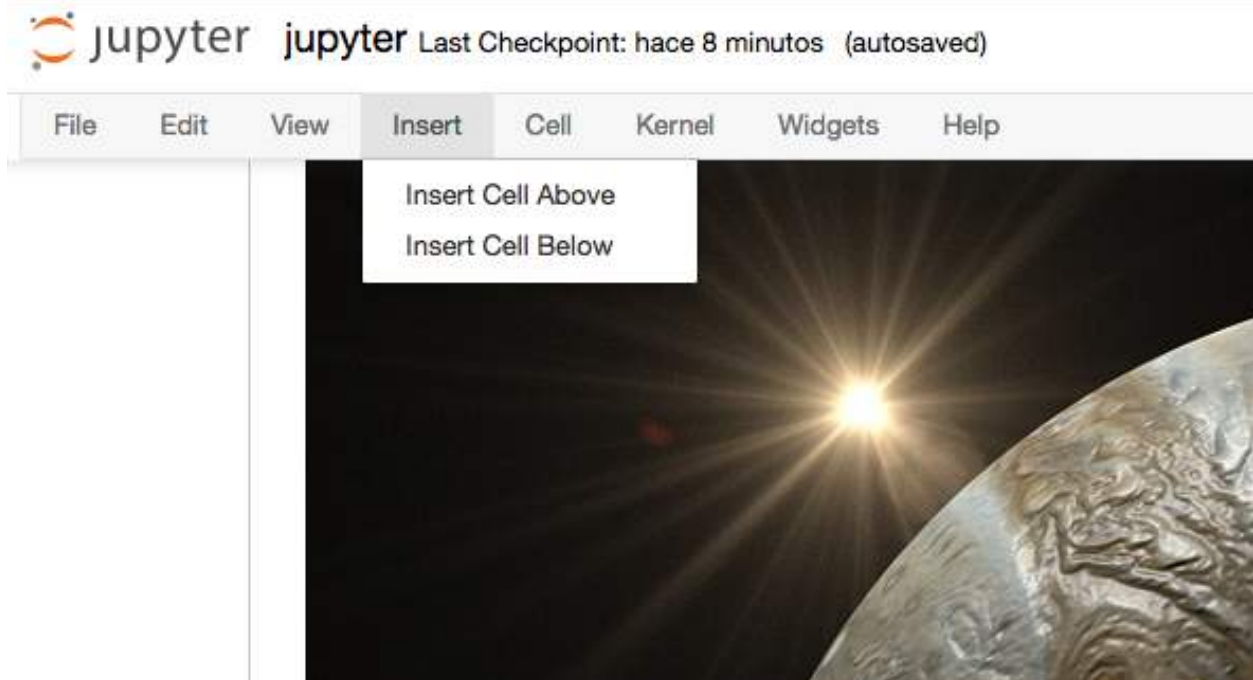 jupyter jupyter Last Checkpoint: hace 8 minutos (autosaved)
File Edit View Insert Cell Kernel Widgets Help
Insert Cell Above
Insert Cell Below